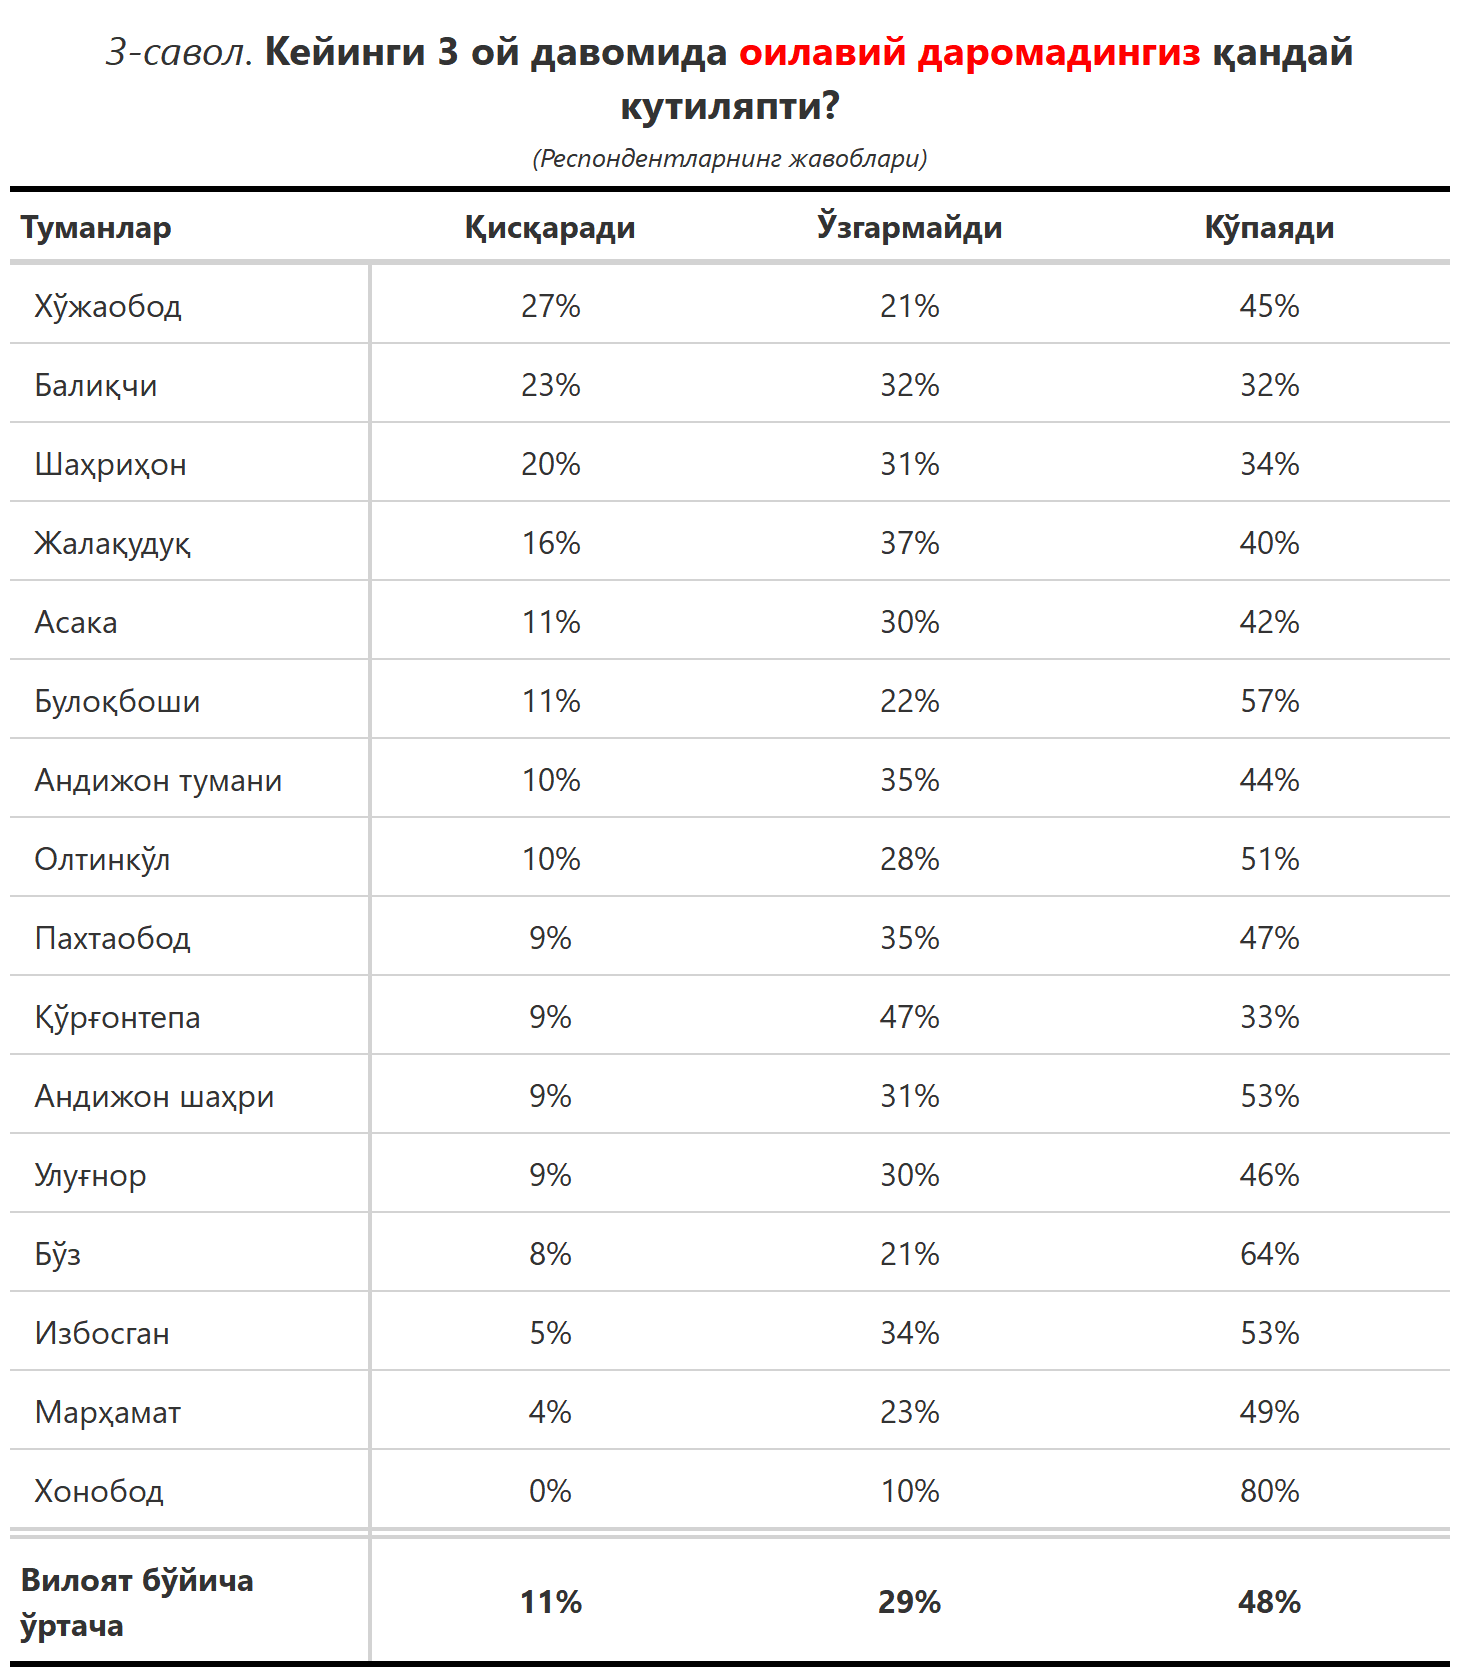 3-савол. Кейинги 3 ой давомида оилавий даромадингиз қандай
кутиляпти?
(Респондентларнинг жавоблари)
Туманлар Қисқаради Ўзгармайди Кўпаяди
Хўжаобод 27% 21% 45%
Балиқчи 23% 32% 32%
Шаҳриҳон 20% 31% 34%
Жалақудуқ 16% 37% 40%
Асака 11% 30% 42%
Булоқбоши 11% 22% 57%
Андижон тумани 10% 35% 44%
Олтинкўл 10% 28% 51%
Пахтаобод 9% 35% 47%
Қўрғонтепа 9% 47% 33%
Андижон шаҳри 9% 31% 53%
Улуғнор 9% 30% 46%
Бўз 8% 21% 64%
Избосган 5% 34% 53%
Марҳамат 4% 23% 49%
Хонобод 0% 10% 80%
Вилоят бўйича
ўртача 11% 29% 48%